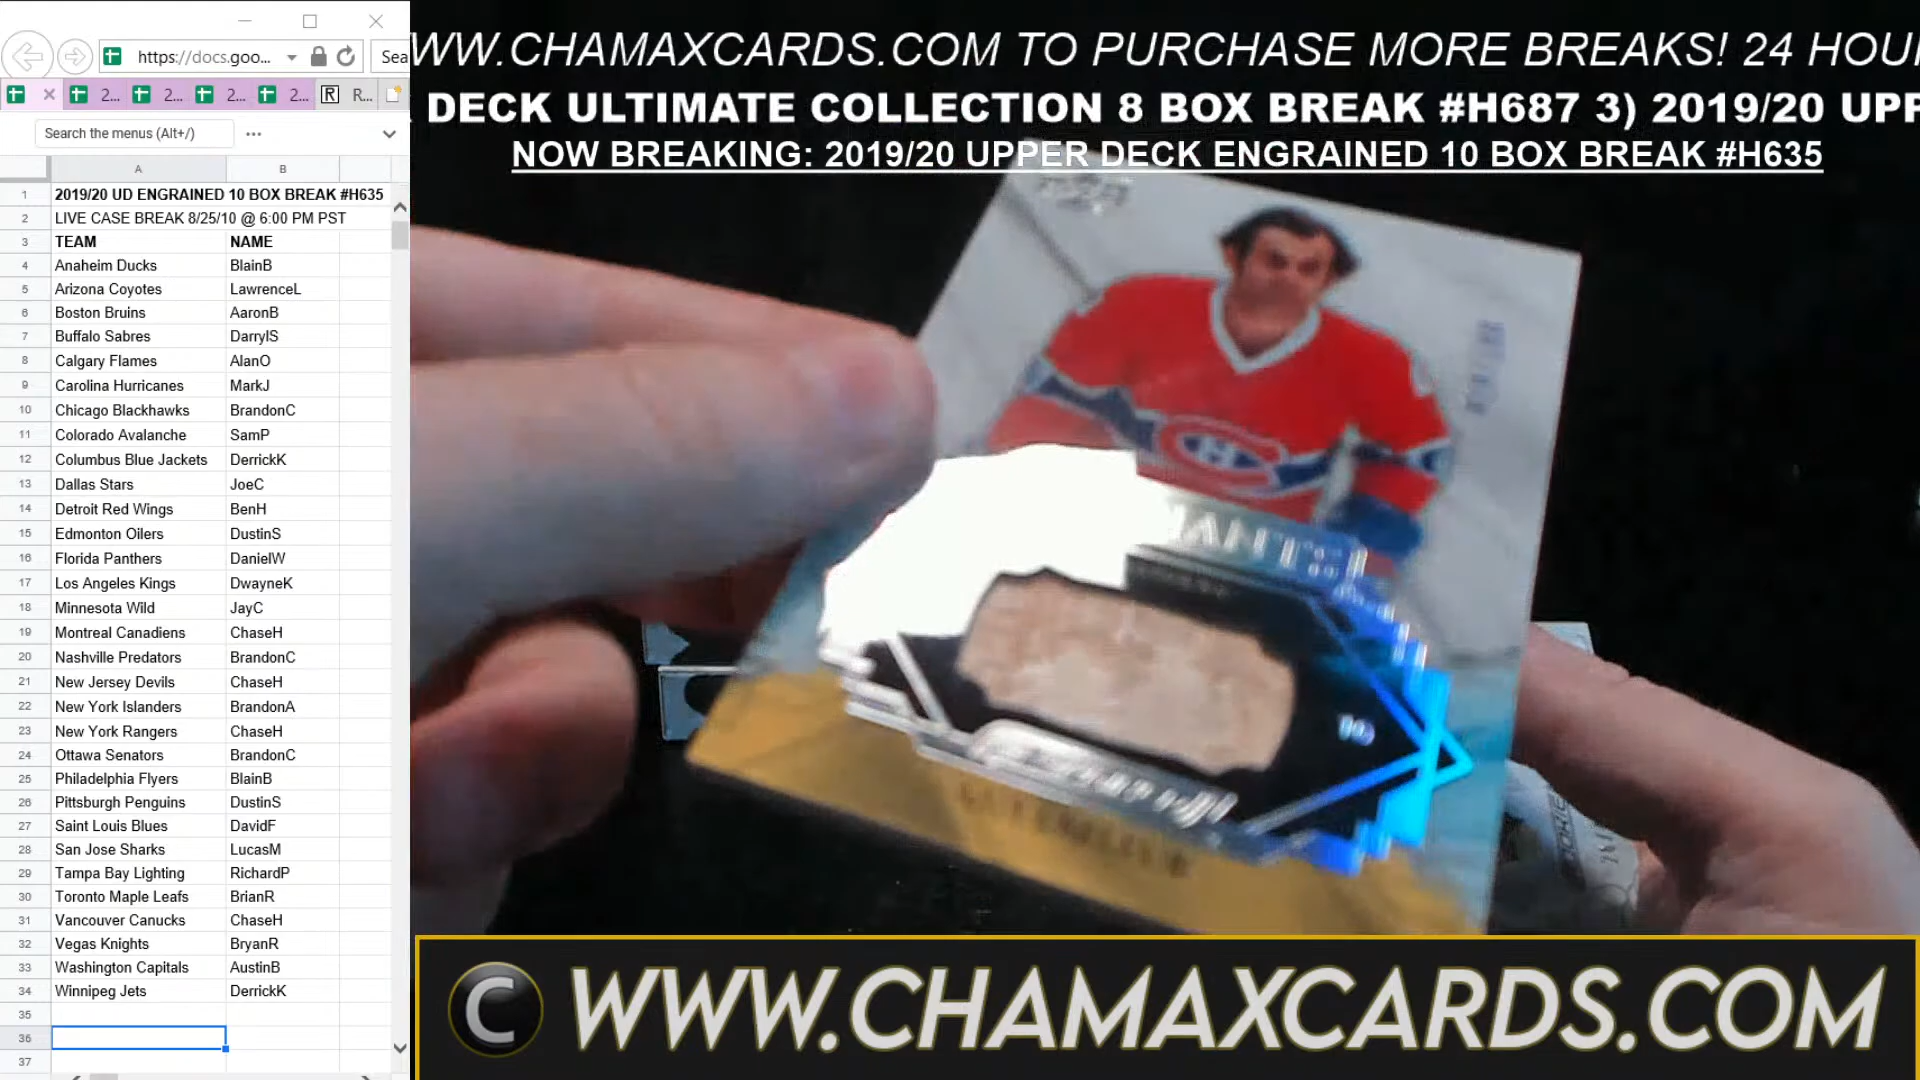 https://docs.goo...
Sea
2...
2...
2...
2...
R...
Search the menus (Alt+/)
A B
1 2019/20 UD ENGRAINED 10 BOX BREAK #H635
2 LIVE CASE BREAK 8/25/10 @ 6:00 PM PST
3 TEAM NAME
4 Anaheim Ducks BlainB
5 Arizona Coyotes LawrenceL
6 Boston Bruins AaronB
7 Buffalo Sabres DarrylS
8 Calgary Flames AlanO
9 Carolina Hurricanes MarkJ
10 Chicago Blackhawks BrandonC
11 Colorado Avalanche SamP
12 Columbus Blue Jackets DerrickK
13 Dallas Stars JoeC
14 Detroit Red Wings BenH
15 Edmonton Oilers DustinS
16 Florida Panthers DanielW
17 Los Angeles Kings DwayneK
18 Minnesota Wild JayC
19 Montreal Canadiens ChaseH
20 Nashville Predators BrandonC
21 New Jersey Devils ChaseH
22 New York Islanders BrandonA
23 New York Rangers ChaseH
24 Ottawa Senators BrandonC
25 Philadelphia Flyers BlainB
26 Pittsburgh Penguins DustinS
27 Saint Louis Blues DavidF
28 San Jose Sharks LucasM
29 Tampa Bay Lighting RichardP
30 Toronto Maple Leafs BrianR
31 Vancouver Canucks ChaseH
32 Vegas Knights BryanR
33 Washington Capitals AustinB
34 Winnipeg Jets DerrickK
35
36
37
WW.CHAMAXCARDS.COM TO PURCHASE MORE BREAKS! 24 HOU
DECK ULTIMATE COLLECTION 8 BOX BREAK #H687 3) 2019/20 UPP
NOW BREAKING: 2019/20 UPPER DECK ENGRAINED 10 BOX BREAK #H635
C WWW.CHAMAXCARDS.COM